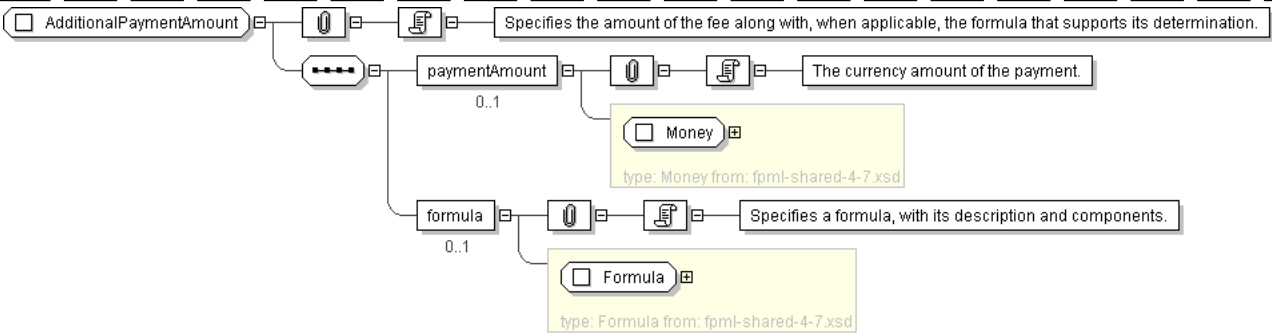 AdditionalPaymentAmount
Specifies the amount of the fee along with, when applicable, the formula that supports its determination.
paymentAmount
The currency amount of the payment.
0..1
Money
type: Money from: fpml-shared-4-7.xsd
formula
Specifies a formula, with its description and components.
0..1
Formula
type: Formula from: fpml-shared-4-7.xsd